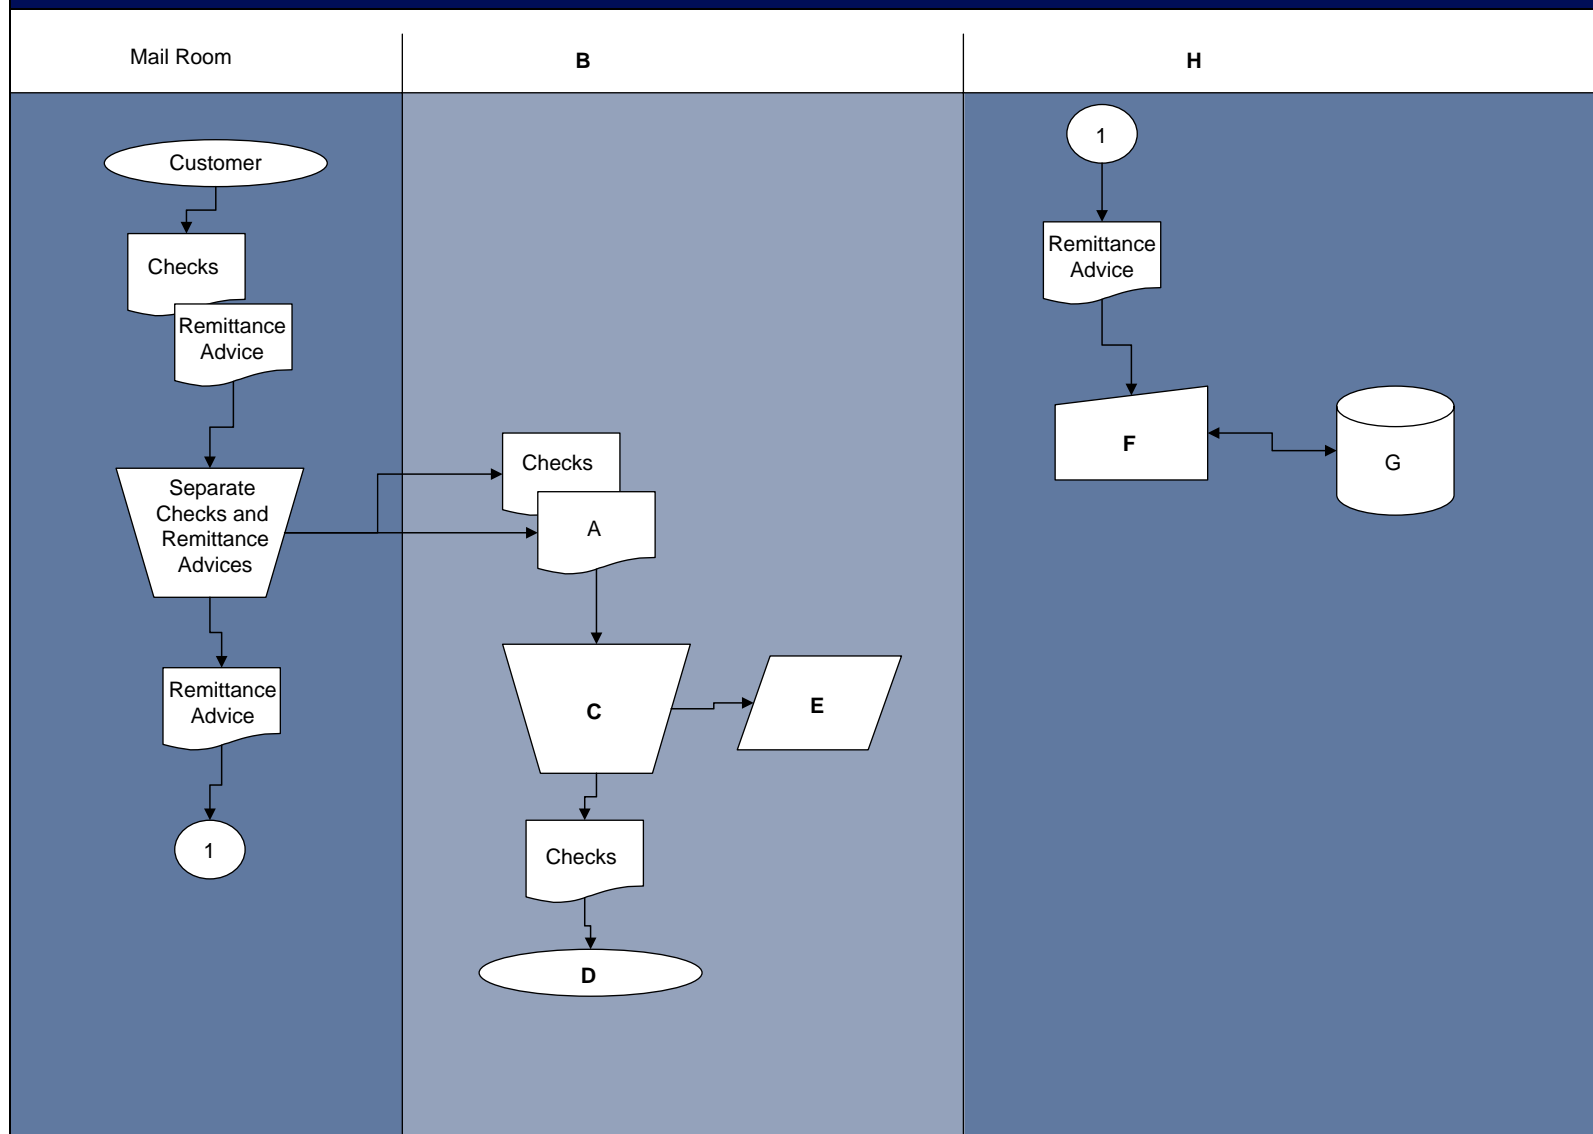 Mail Room
B
H
Customer
Checks
Remittance
Advice
Separate
Checks and
Remittance
Advices
Remittance
Advice
1
Checks
A
C
E
Checks
D
1
Remittance
Advice
F
G